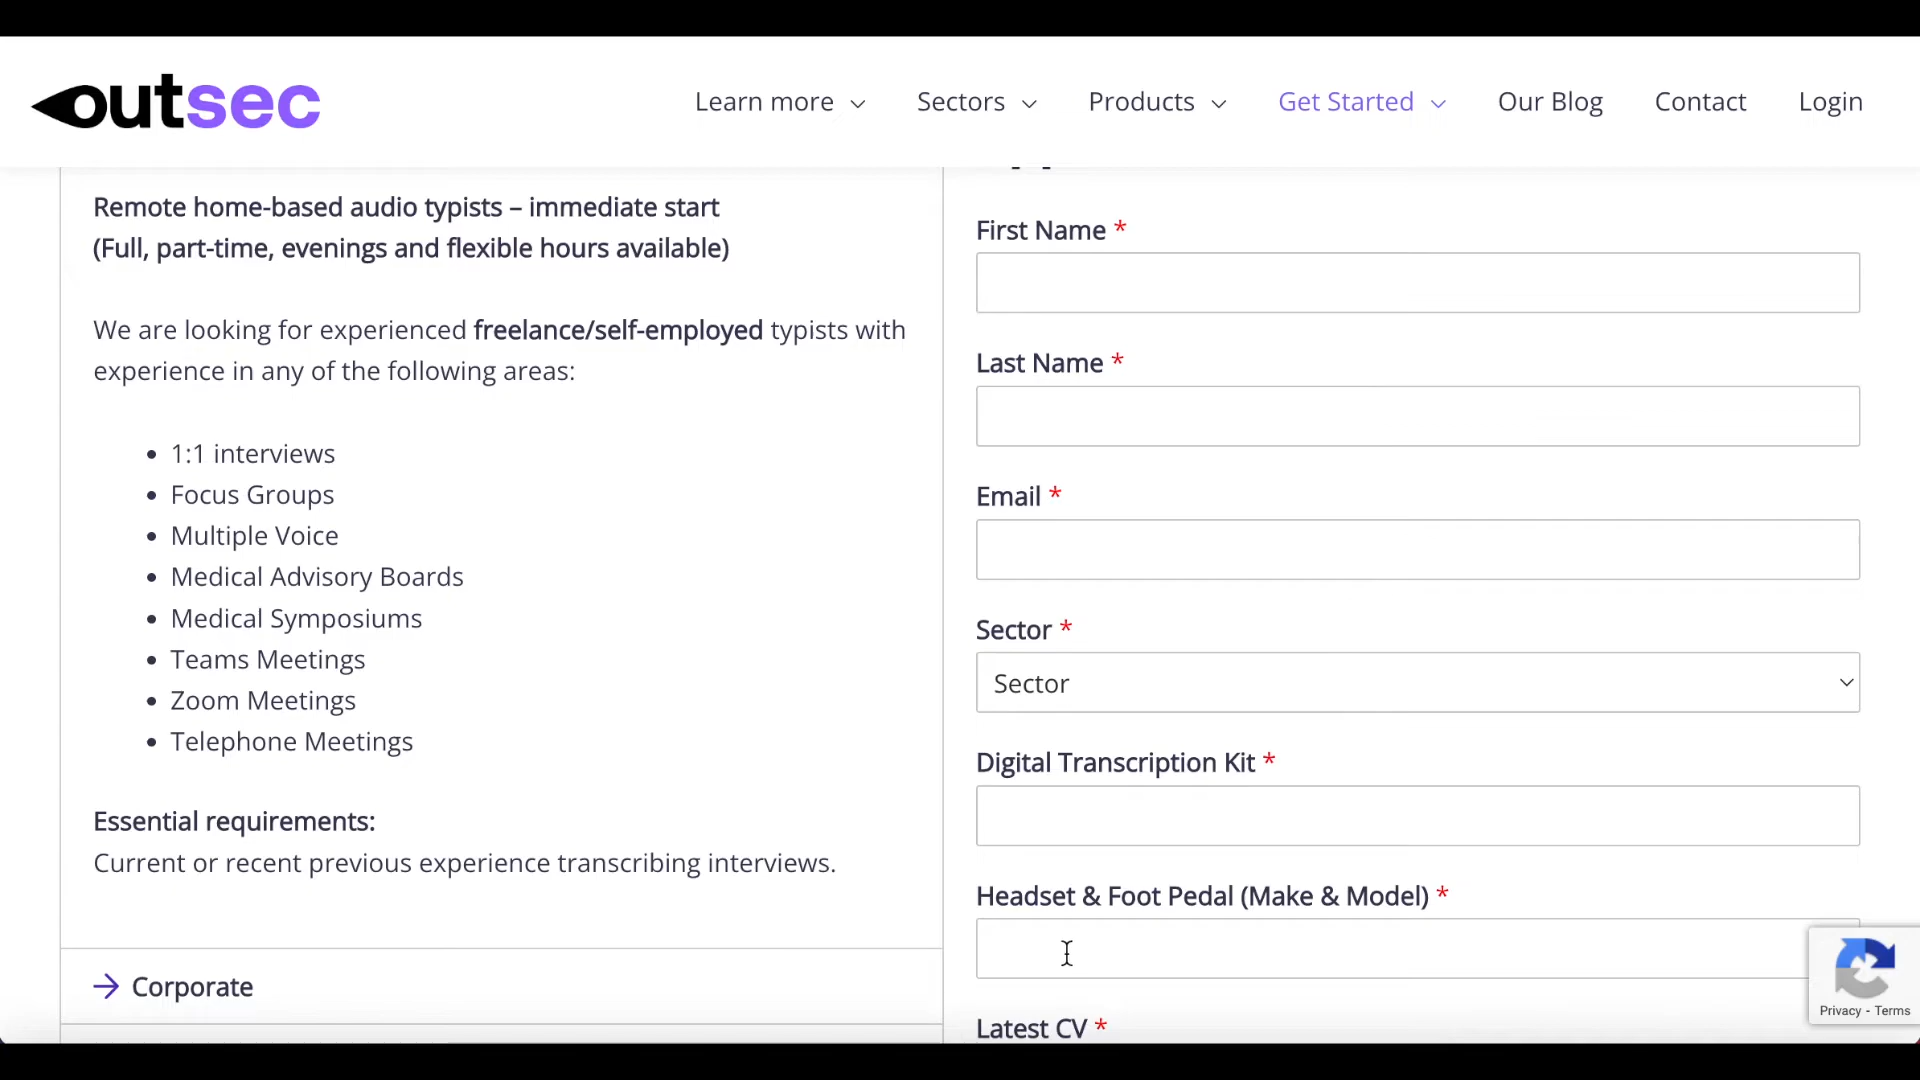 outsec
Learn more
Sectors
Products
Get Started
Our Blog
Contact
Login
Remote home-based audio typists – immediate start
(Full, part-time, evenings and flexible hours available)
We are looking for experienced freelance/self-employed typists with
experience in any of the following areas:
• 1:1 interviews
• Focus Groups
• Multiple Voice
• Medical Advisory Boards
• Medical Symposiums
• Teams Meetings
• Zoom Meetings
• Telephone Meetings
Essential requirements:
Current or recent previous experience transcribing interviews.
→ Corporate
First Name *
Last Name *
Email *
Sector *
Sector
Digital Transcription Kit *
Headset & Foot Pedal (Make & Model) *
Latest CV *
Privacy - Terms